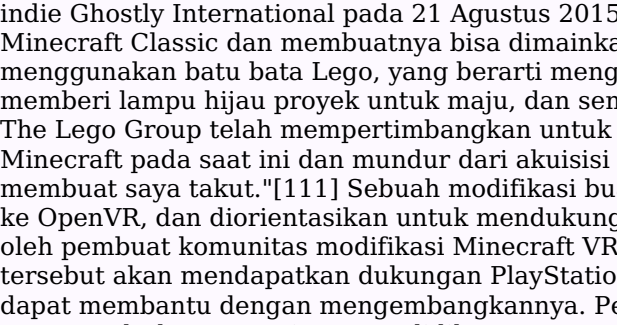 indie Ghostly International pada 21 Agustus 2015
Minecraft Classic dan membuatnya bisa dimainka
menggunakan batu bata Lego, yang berarti meng
memberi lampu hijau proyek untuk maju, dan sen
The Lego Group telah mempertimbangkan untuk
Minecraft pada saat ini dan mundur dari akuisisi
membuat saya takut."[111] Sebuah modifikasi bu
ke OpenVR, dan diorientasikan untuk mendukung
oleh pembuat komunitas modifikasi Minecraft VR
tersebut akan mendapatkan dukungan PlayStatio
dapat membantu dengan mengembangkannya. Pe